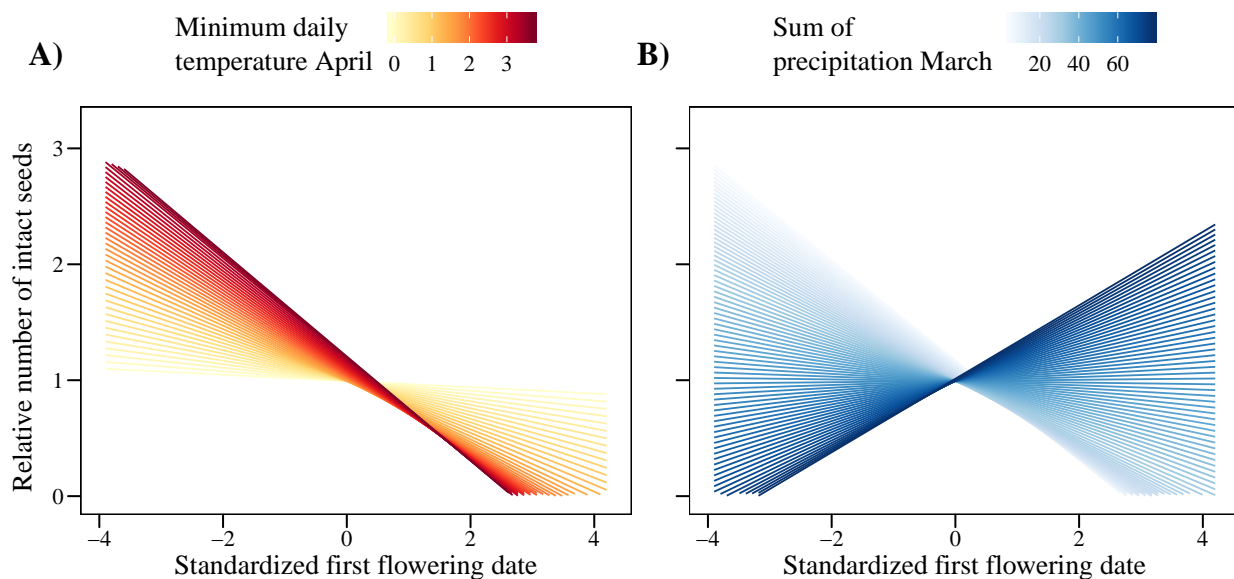 A)
Minimum daily
temperature April
0 1 2 3
B)
Sum of
precipitation March
20 40 60
Relative number of intact seeds
3
2
1
0
−4 −2 0 2 4
Standardized first flowering date
−4 −2 0 2 4
Standardized first flowering date